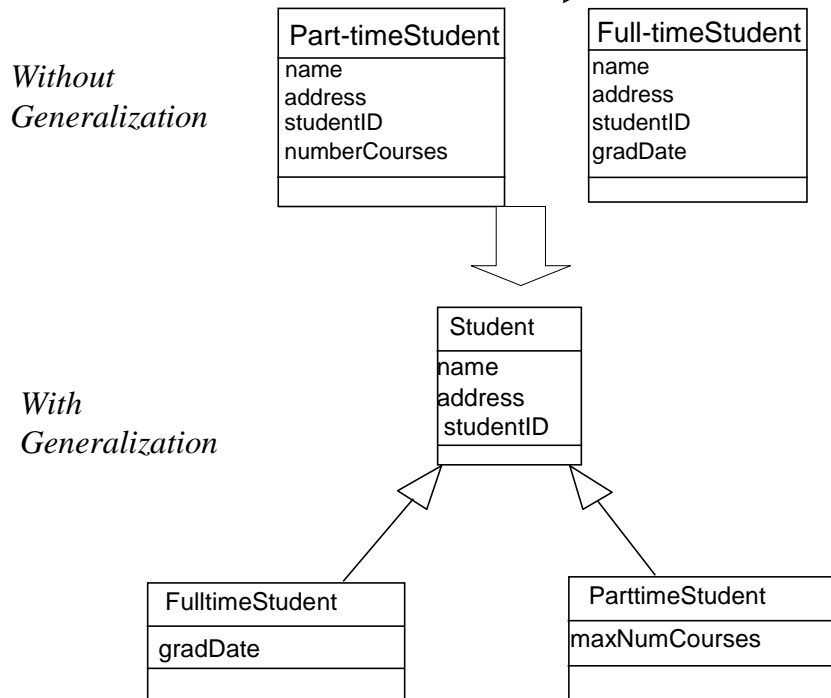 Part-timeStudent
name
address
studentID
numberCourses
Full-timeStudent
name
address
studentID
gradDate
Without
Generalization
Student
name
address
studentID
With
Generalization
FulltimeStudent
gradDate
ParttimeStudent
maxNumCourses